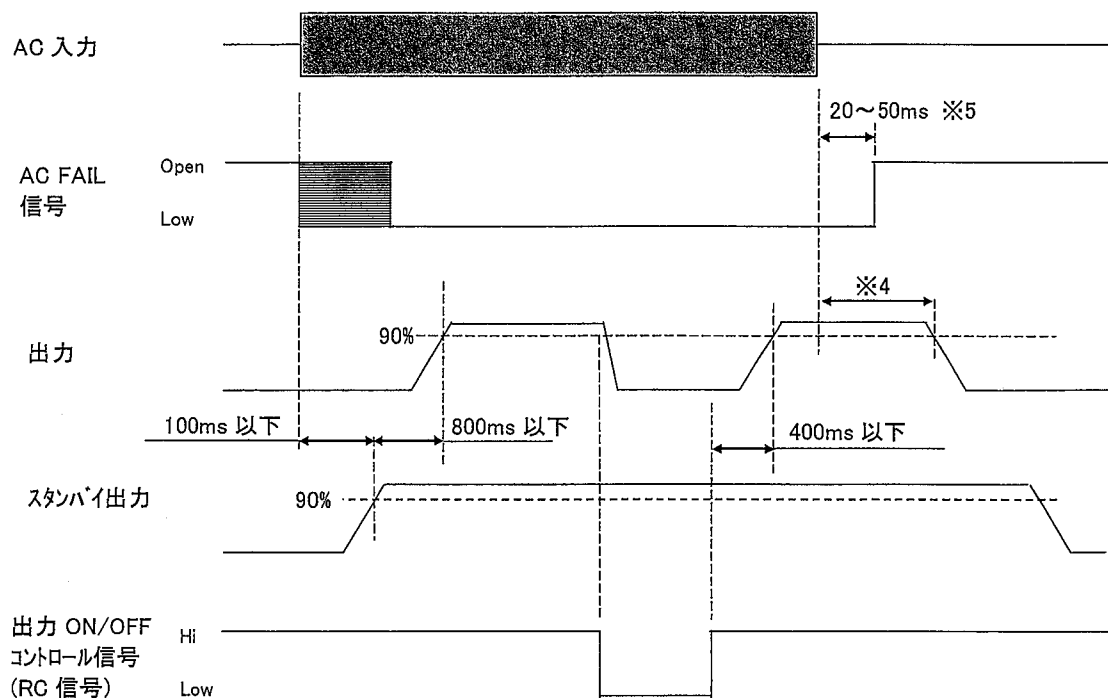 AC 入力
20～50ms ※5
AC FAIL
信号
Open
Low
※4
90%
出力
100ms 以下
800ms 以下
400ms 以下
スタンバイ出力
90%
出力 ON/OFF
コントロール信号
(RC 信号)
Hi
Low